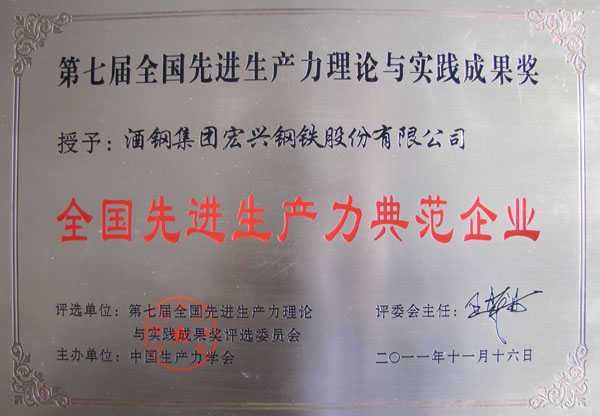 第七届全国先进生产力理论与实践成果奖
授予：酒钢集团宏兴钢铁股份有限公司
全国先进生产力典范企业
评选单位：第七届全国先进生产力理论
与实践成果奖评选委员会
主办单位：中国生产力学会
评委会主任：
二〇一一年十一月十六日